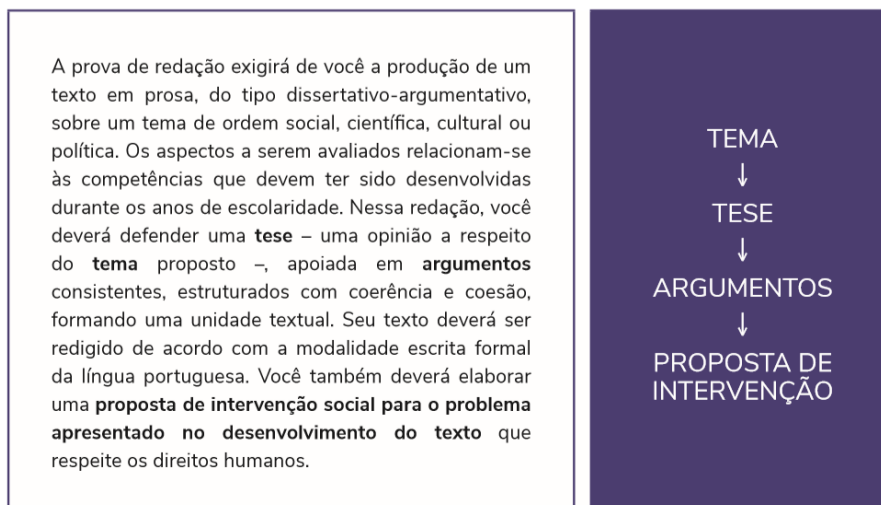 A prova de redação exigirá de você a produção de um
texto em prosa, do tipo dissertativo-argumentativo,
sobre um tema de ordem social, científica, cultural ou
política. Os aspectos a serem avaliados relacionam-se
às competências que devem ter sido desenvolvidas
durante os anos de escolaridade. Nessa redação, você
deverá defender uma tese – uma opinião a respeito
do tema proposto –, apoiada em argumentos
consistentes, estruturados com coerência e coesão,
formando uma unidade textual. Seu texto deverá ser
redigido de acordo com a modalidade escrita formal
da língua portuguesa. Você também deverá elaborar
uma proposta de intervenção social para o problema
apresentado no desenvolvimento do texto que
respeite os direitos humanos.
TEMA
↓
TESE
↓
ARGUMENTOS
↓
PROPOSTA DE
INTERVENÇÃO